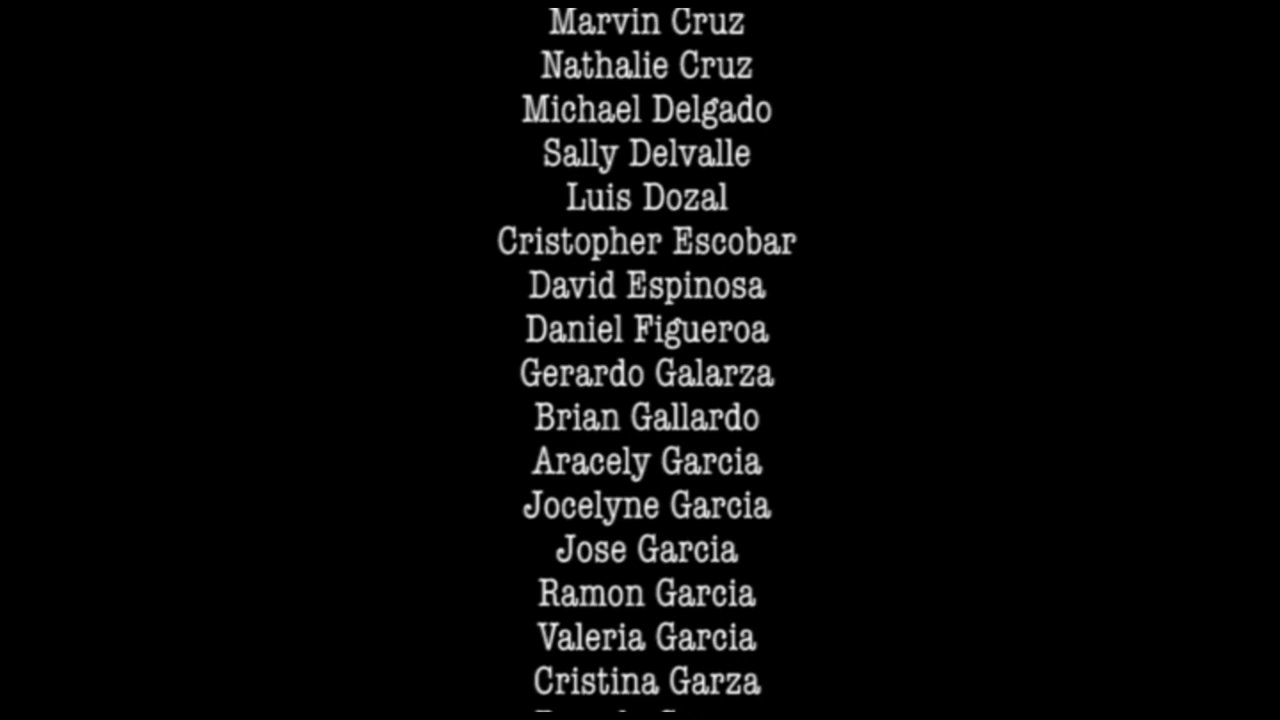 Marvin Cruz
Nathalie Cruz
Michael Delgado
Sally Delvalle
Luis Dozal
Cristopher Escobar
David Espinosa
Daniel Figueroa
Gerardo Galarza
Brian Gallardo
Aracely Garcia
Jocelyne Garcia
Jose Garcia
Ramon Garcia
Valeria Garcia
Cristina Garza